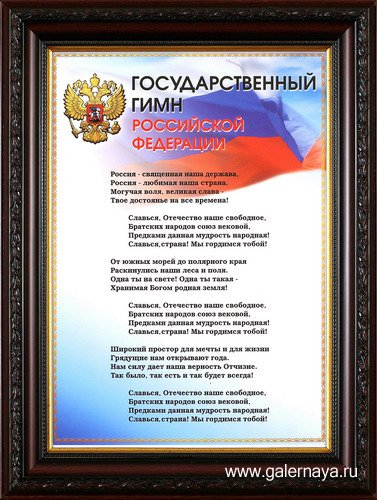 ГОСУДАРСТВЕННЫЙ
ГИМН
РОССИЙСКОЙ
ФЕДЕРАЦИИ
Россия - священная наша держава,
Россия - любимая наша страна.
Могучая воля, великая слава -
Твое достоянье на все времена!
Славься, Отечество наше свободное,
Братских народов союз вековой,
Предками данная мудрость народная!
Славься,страна! Мы гордимся тобой!
От южных морей до полярного края
Раскинулись наши леса и поля.
Одна ты на свете! Одна ты такая -
Хранимая Богом родная земля!
Славься, Отечество наше свободное,
Братских народов союз вековой,
Предками данная мудрость народная!
Славься,страна! Мы гордимся тобой!
Широкий простор для мечты и для жизни
Грядущие нам открывают года.
Нам силу дает наша верность Отчизне.
Так было, так есть и так будет всегда!
Славься, Отечество наше свободное,
Братских народов союз вековой,
Предками данная мудрость народная!
Славься,страна! Мы гордимся тобой!
www.galernaya.ru